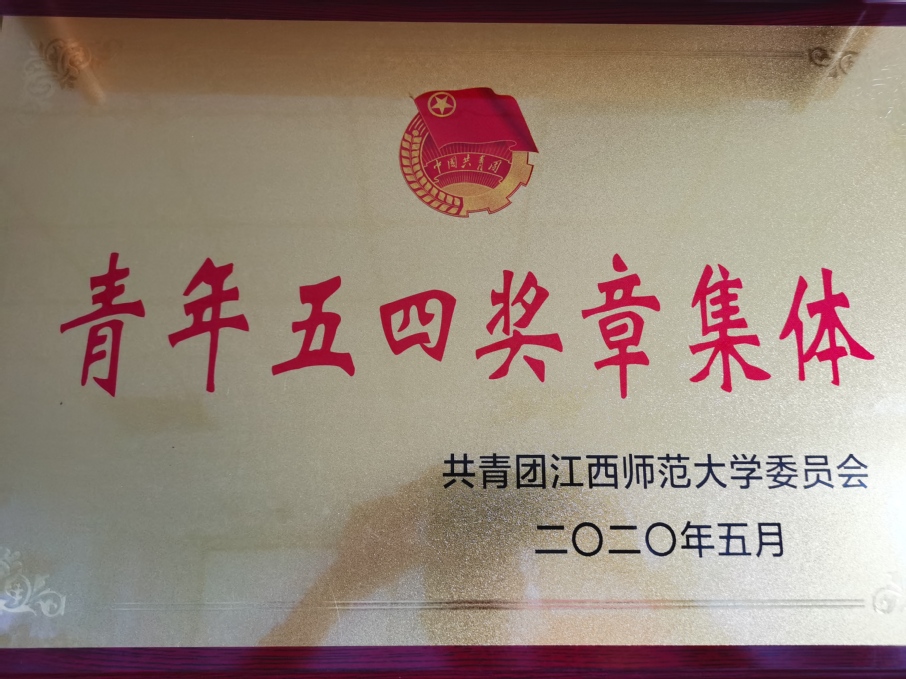 中国共青团
青年五四奖章集体
共青团江西师范大学委员会
二〇二〇年五月